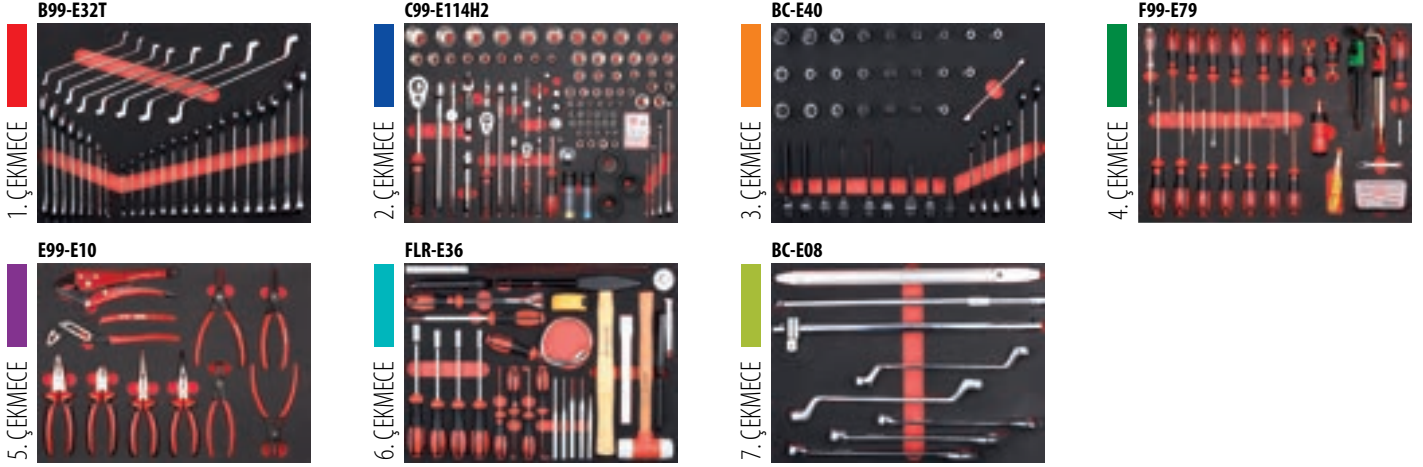 B99-E32T
1. ÇEKMECE
C99-E114H2
2. ÇEKMECE
BC-E40
3. ÇEKMECE
F99-E79
4. ÇEKMECE
E99-E10
5. ÇEKMECE
FLR-E36
6. ÇEKMECE
BC-E08
7. ÇEKMECE